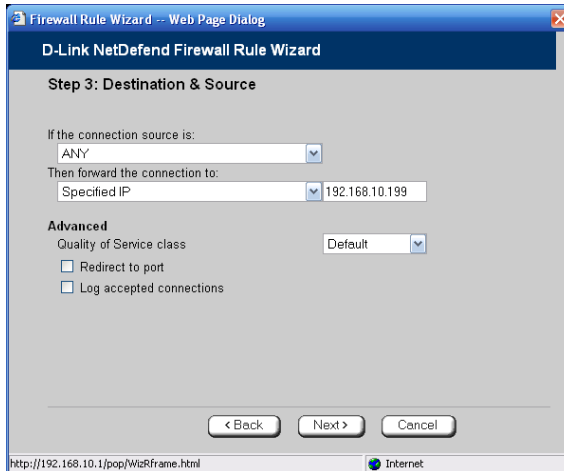 Firewall Rule Wizard -- Web Page Dialog
D-Link NetDefend Firewall Rule Wizard
Step 3: Destination & Source
If the connection source is:
ANY
Then forward the connection to:
Specified IP 192.168.10.199
Advanced
Quality of Service class Default
Redirect to port
Log accepted connections
< Back Next > Cancel
http://192.168.10.1/pop/WizRframe.html Internet